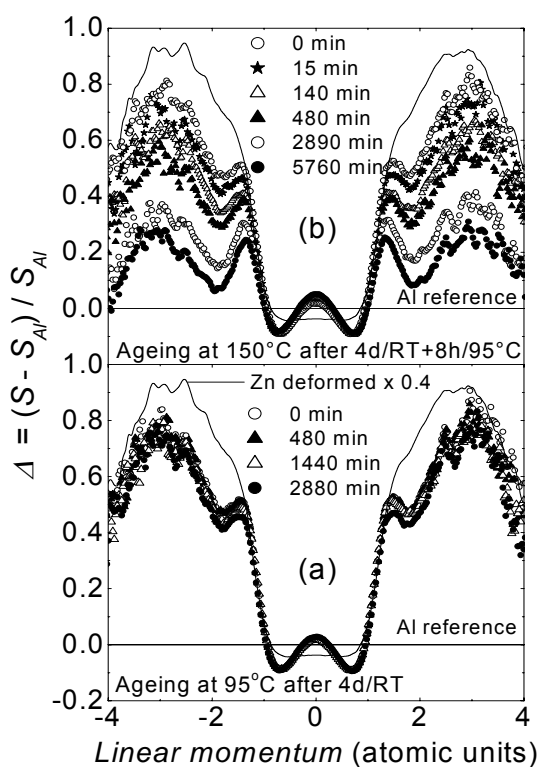 Δ = (S - S_Al) / S_Al
1.0
0.8
0.6
0.4
0.2
0.0
0 min
15 min
140 min
480 min
2890 min
5760 min
(b)
Al reference
Ageing at 150°C after 4d/RT+8h/95°C
1.0
0.8
0.6
0.4
0.2
0.0
-0.2
Zn deformed x 0.4
0 min
480 min
1440 min
2880 min
(a)
Al reference
Ageing at 95°C after 4d/RT
-4 -2 0 2 4
Linear momentum (atomic units)